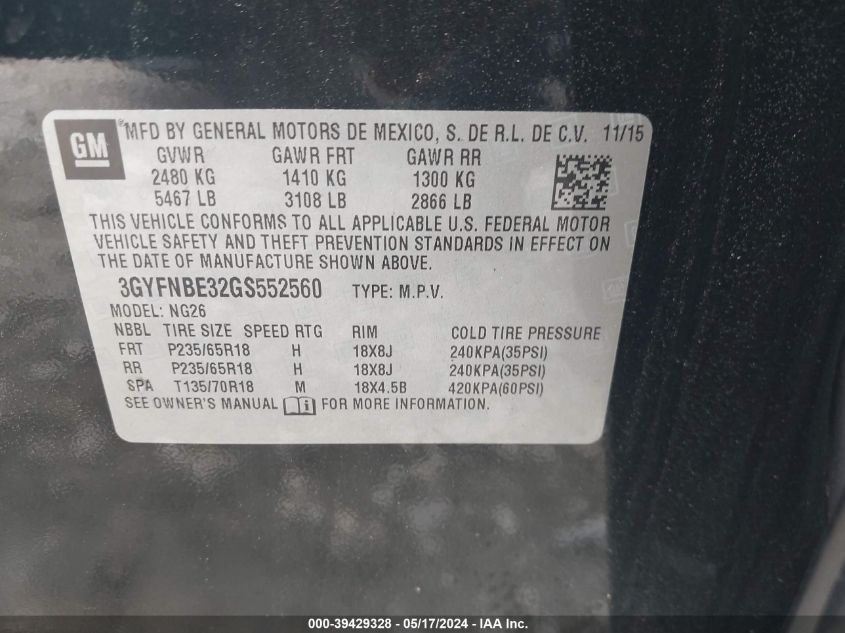 GM
® MFD BY GENERAL MOTORS DE MEXICO, S. DE R.L. DE C.V. 11/15
GVWR GAWR FRT GAWR RR
2480 KG 1410 KG 1300 KG
5467 LB 3108 LB 2866 LB
THIS VEHICLE CONFORMS TO ALL APPLICABLE U.S. FEDERAL MOTOR
VEHICLE SAFETY AND THEFT PREVENTION STANDARDS IN EFFECT ON
THE DATE OF MANUFACTURE SHOWN ABOVE.
3GYFNBE32GS552560 TYPE: M.P.V.
MODEL: NG26
NBBL TIRE SIZE SPEED RTG RIM COLD TIRE PRESSURE
FRT P235/65R18 H 18X8J 240KPA(35PSI)
RR P235/65R18 H 18X8J 240KPA(35PSI)
SPA T135/70R18 M 18X4.5B 420KPA(60PSI)
SEE OWNER'S MANUAL FOR MORE INFORMATION.
000-39429328 - 05/17/2024 - IAA Inc.